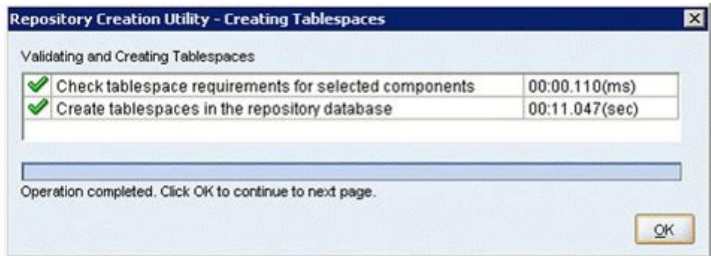 Repository Creation Utility - Creating Tablespaces
Validating and Creating Tablespaces
Check tablespace requirements for selected components 00:00.110(ms)
Create tablespaces in the repository database 00:11.047(sec)
Operation completed. Click OK to continue to next page.
OK